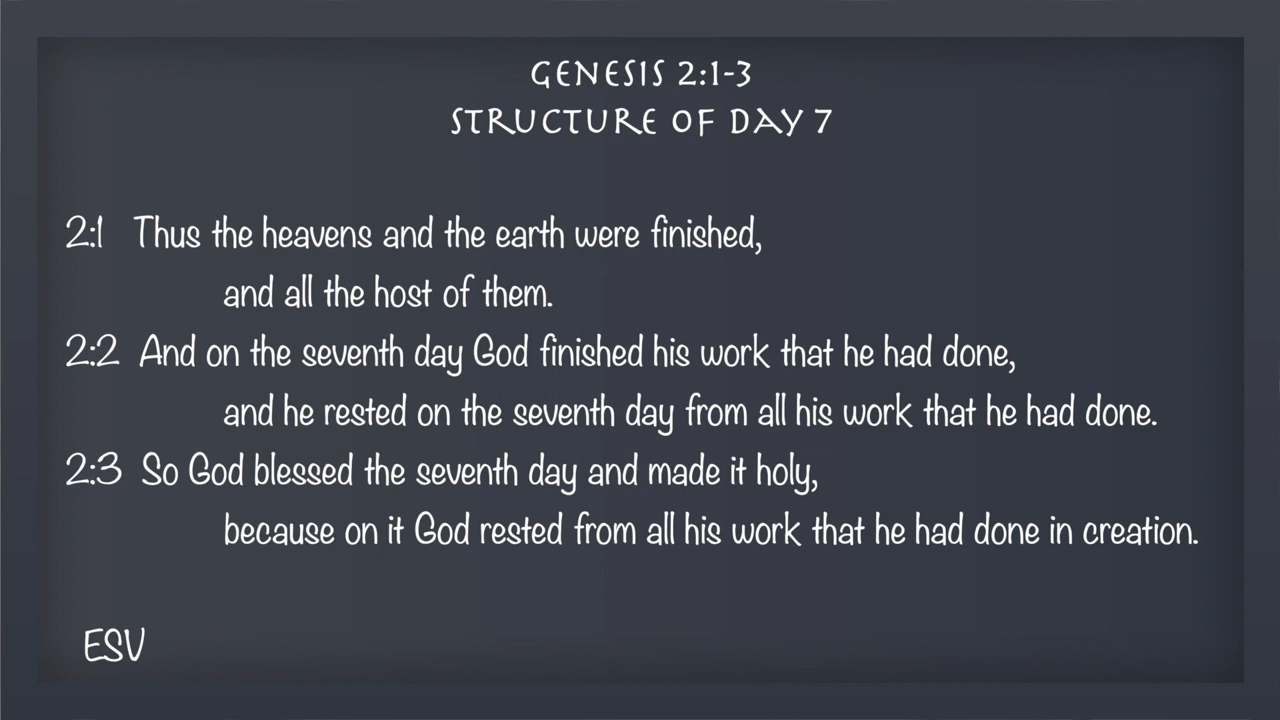 GENESIS 2:1-3
STRUCTURE OF DAY 7
2:1 Thus the heavens and the earth were finished,
and all the host of them.
2:2 And on the seventh day God finished his work that he had done,
and he rested on the seventh day from all his work that he had done.
2:3 So God blessed the seventh day and made it holy,
because on it God rested from all his work that he had done in creation.
ESV